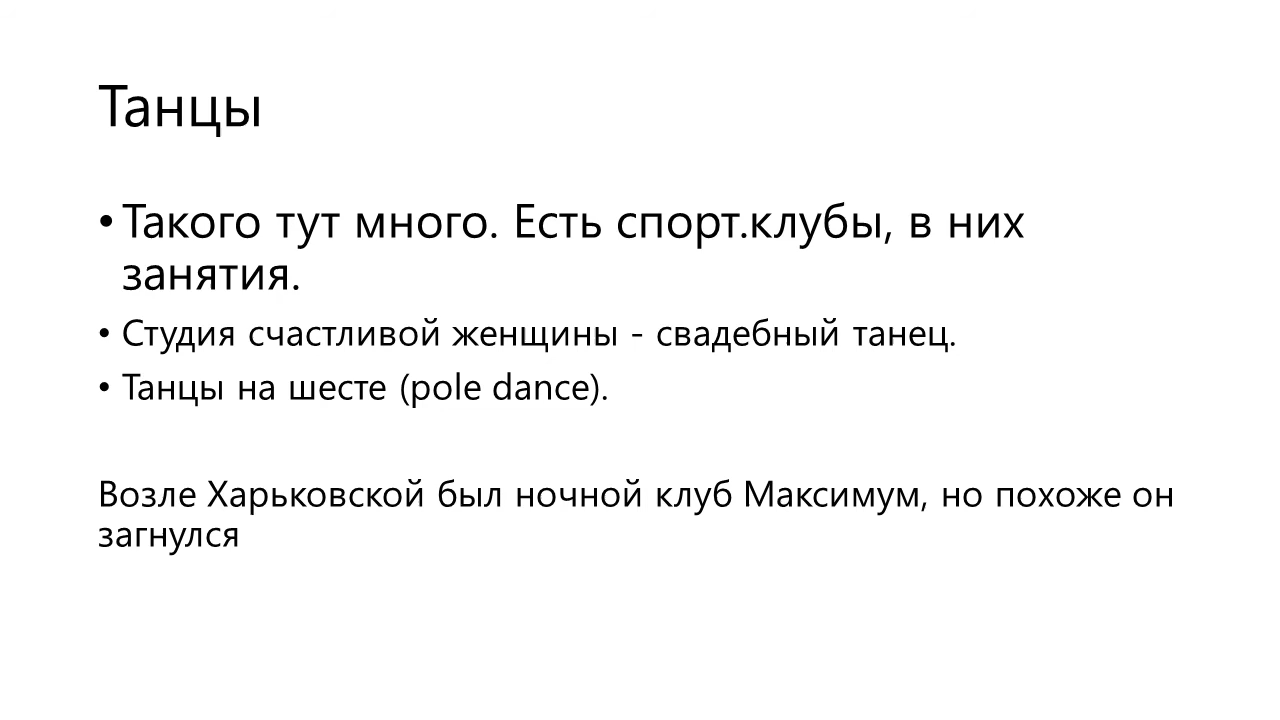 Танцы
• Такого тут много. Есть спорт.клубы, в них
занятия.
• Студия счастливой женщины - свадебный танец.
• Танцы на шесте (pole dance).
Возле Харьковской был ночной клуб Максимум, но похоже он
загнулся